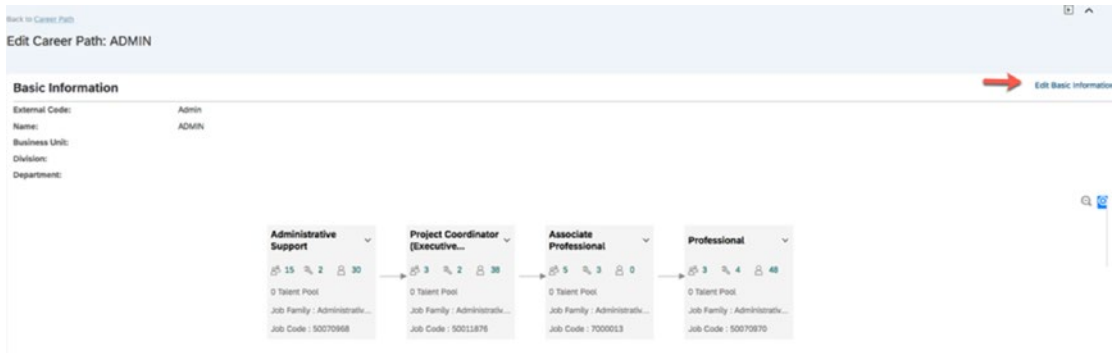 Back to Career Path
Edit Career Path: ADMIN
Basic Information
Edit Basic Information
External Code: Admin
Name: ADMIN
Business Unit:
Division:
Department:
Administrative Support
15 2 30
0 Talent Pool
Job Family : Administrativ...
Job Code : 50070968
Project Coordinator (Executive...
3 2 38
0 Talent Pool
Job Family : Administrativ...
Job Code : 50011876
Associate Professional
5 3 0
0 Talent Pool
Job Family : Administrativ...
Job Code : 7000013
Professional
3 4 48
0 Talent Pool
Job Family : Administrativ...
Job Code : 50070870